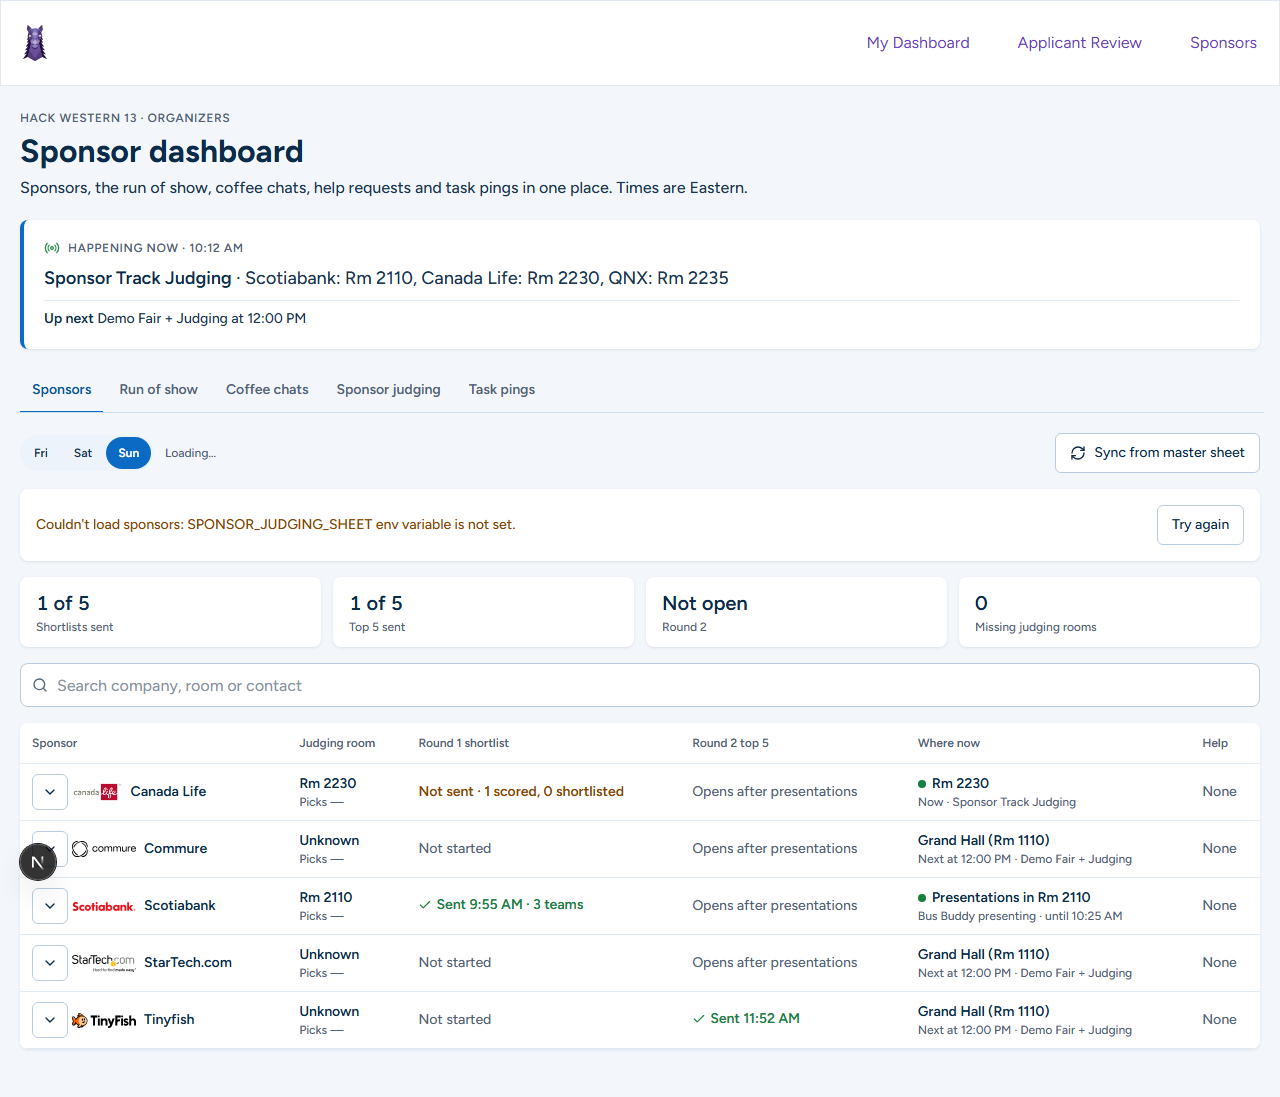 My Dashboard Applicant Review Sponsors
HACK WESTERN 13 · ORGANIZERS
Sponsor dashboard
Sponsors, the run of show, coffee chats, help requests and task pings in one place. Times are Eastern.
HAPPENING NOW · 10:12 AM
Sponsor Track Judging · Scotiabank: Rm 2110, Canada Life: Rm 2230, QNX: Rm 2235
Up next Demo Fair + Judging at 12:00 PM
Sponsors Run of show Coffee chats Sponsor judging Task pings
Fri Sat Sun Loading... Sync from master sheet
Couldn't load sponsors: SPONSOR_JUDGING_SHEET env variable is not set. Try again
1 of 5 1 of 5 Not open 0
Shortlists sent Top 5 sent Round 2 Missing judging rooms
Search company, room or contact
Sponsor Judging room Round 1 shortlist Round 2 top 5 Where now Help
canada life Canada Life Rm 2230 Not sent · 1 scored, 0 shortlisted Opens after presentations Rm 2230 None
Picks — Now · Sponsor Track Judging
commure Commure Unknown Not started Opens after presentations Grand Hall (Rm 1110) None
Picks — Next at 12:00 PM · Demo Fair + Judging
N
Scotiabank. Scotiabank Rm 2110 Sent 9:55 AM · 3 teams Opens after presentations Presentations in Rm 2110 None
Picks — Bus Buddy presenting · until 10:25 AM
StarTech.com StarTech.com Unknown Not started Opens after presentations Grand Hall (Rm 1110) None
Hard-to-find made easy Picks — Next at 12:00 PM · Demo Fair + Judging
TinyFish Tinyfish Unknown Not started Sent 11:52 AM Grand Hall (Rm 1110) None
Picks — Next at 12:00 PM · Demo Fair + Judging